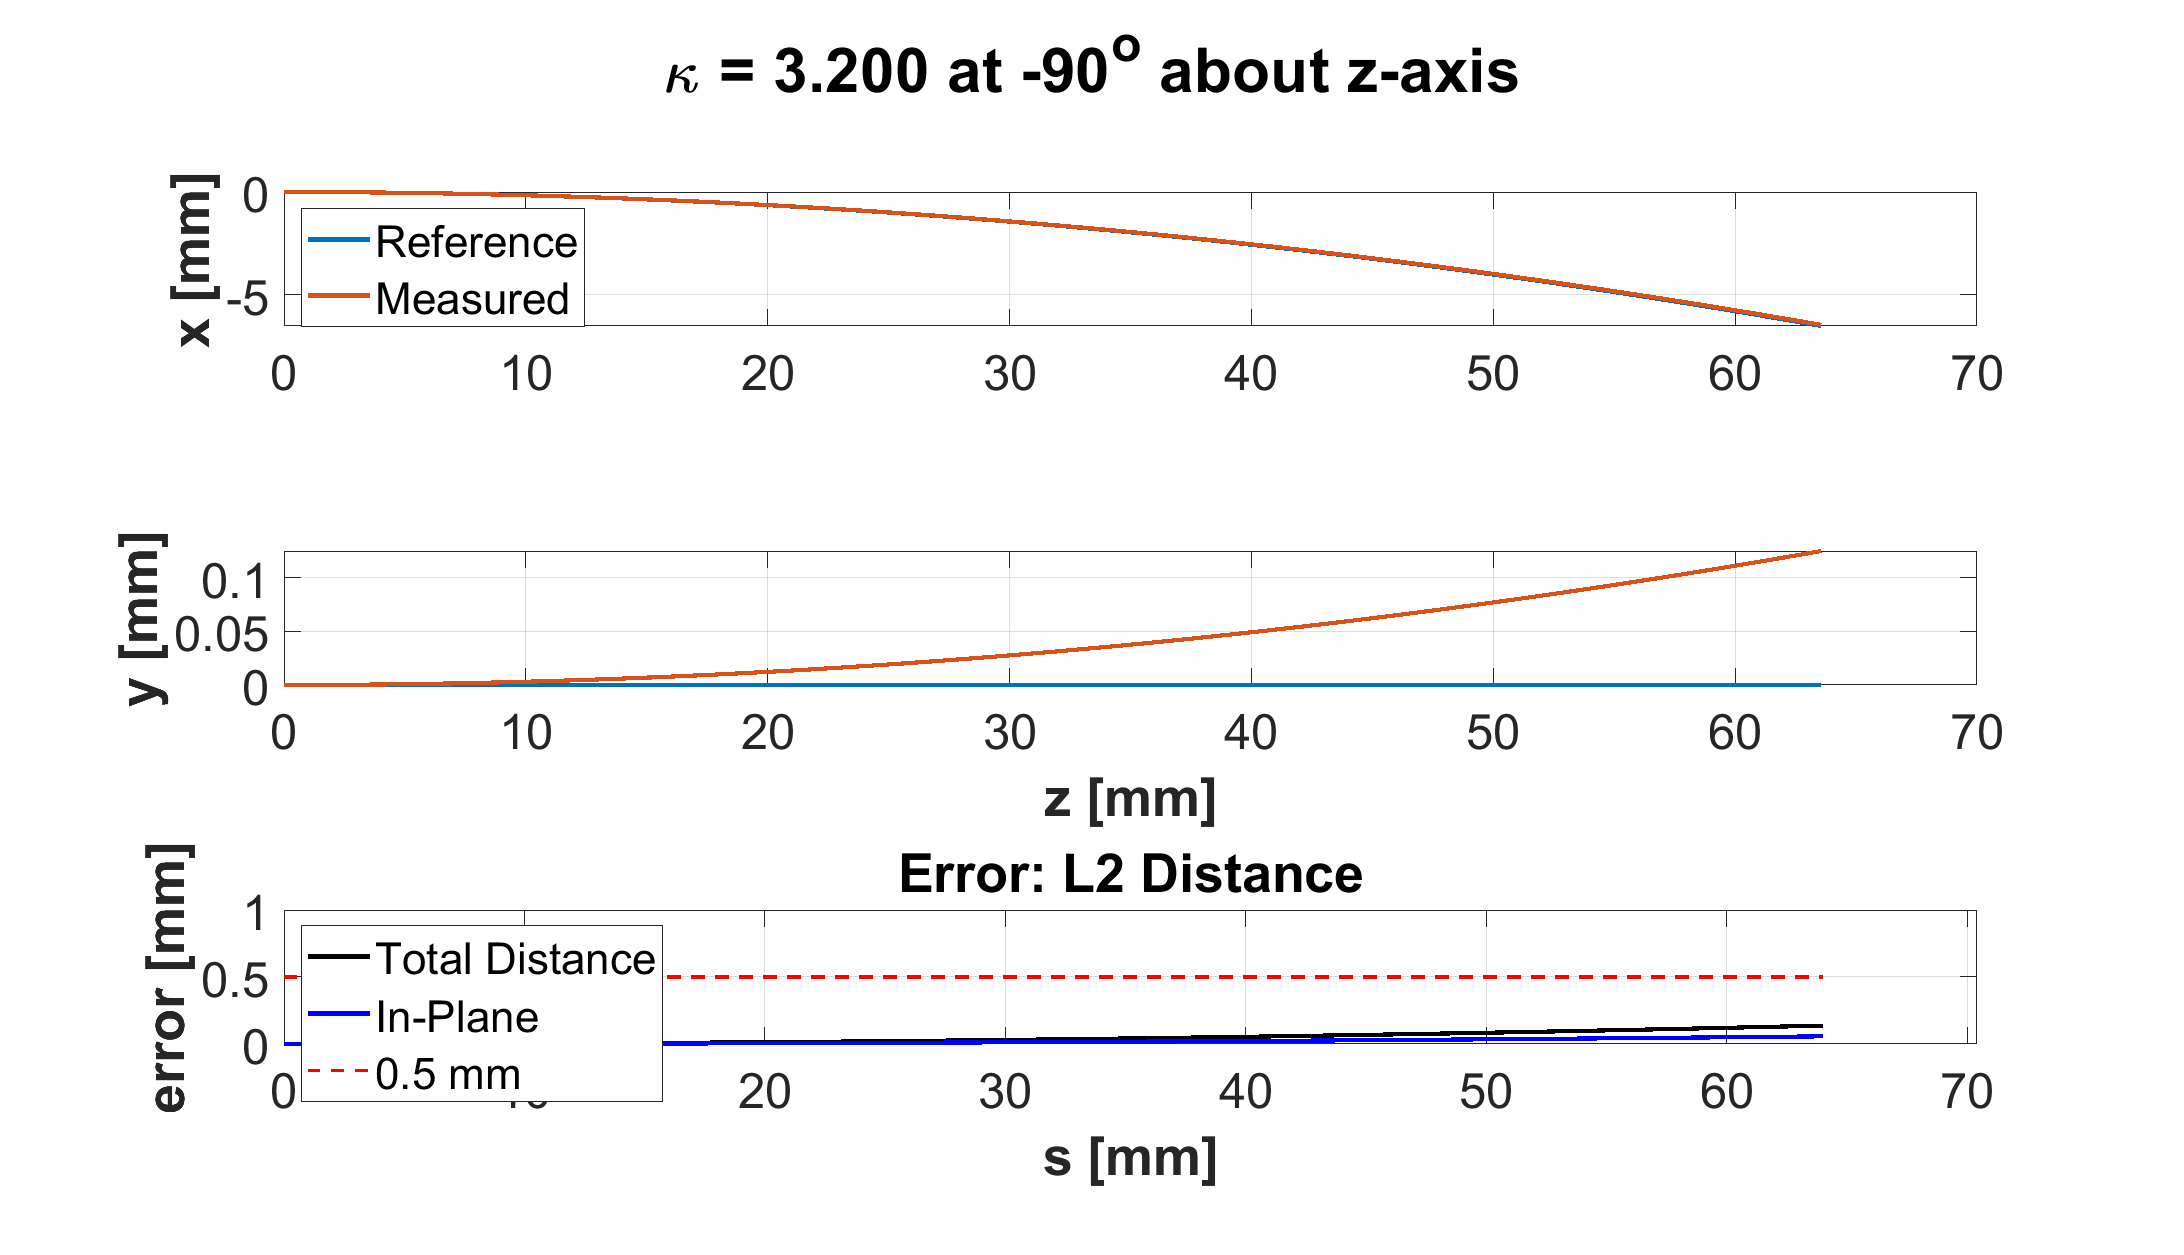 κ = 3.200 at -90° about z-axis
x [mm]
0
-5
Reference
Measured
0 10 20 30 40 50 60 70
y [mm]
0.1
0.05
0
0 10 20 30 40 50 60 70
z [mm]
Error: L2 Distance
error [mm]
1
0.5
0
Total Distance
In-Plane
0.5 mm
0 10 20 30 40 50 60 70
s [mm]